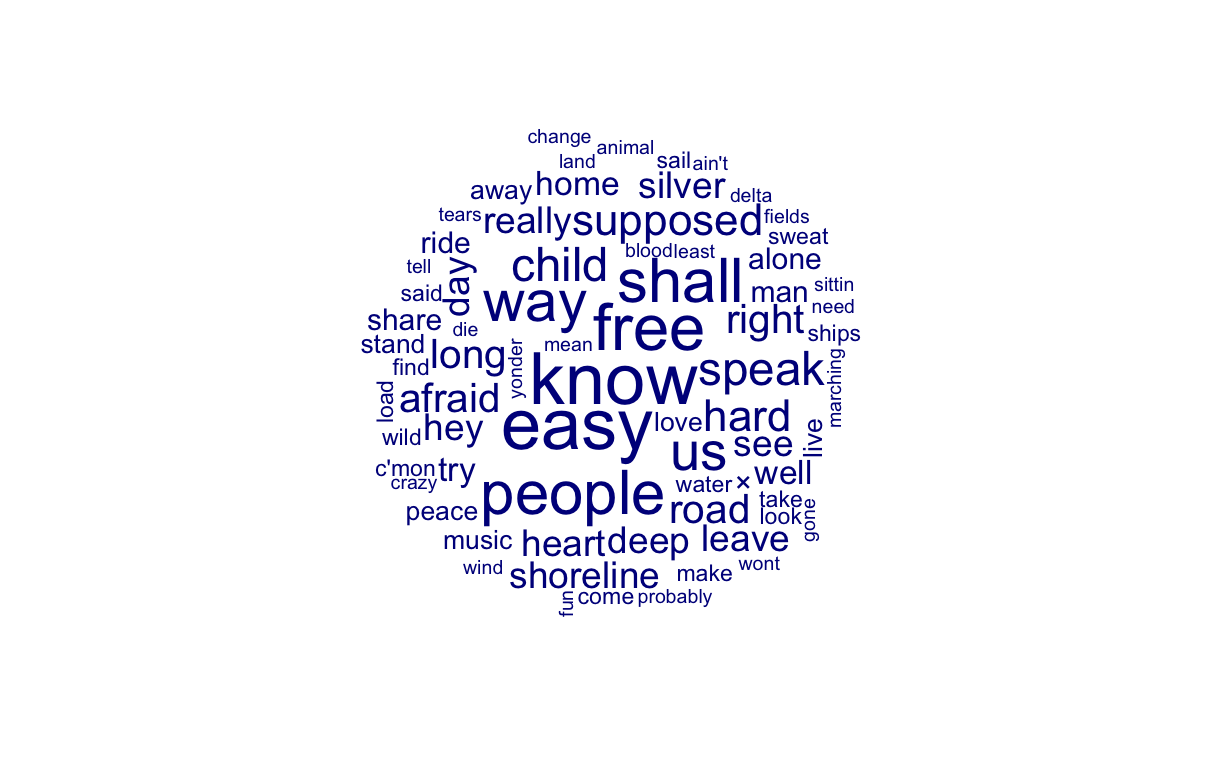 change
animal
land
sail
ain't
away
home
silver
delta
tears
really
supposed
fields
sweat
ride
blood
least
child
shall
alone
tell
day
said
way
man
sittin
need
share
die
free
right
ships
stand
long
mean
find
yonder
know
speak
marching
load
afraid
easy
love
hard
wild
hey
us
see
live
c'mon
try
crazy
people
water
×
well
take
peace
road
look
gone
music
heart
deep
leave
wind
shoreline
make
wont
fun
come
probably